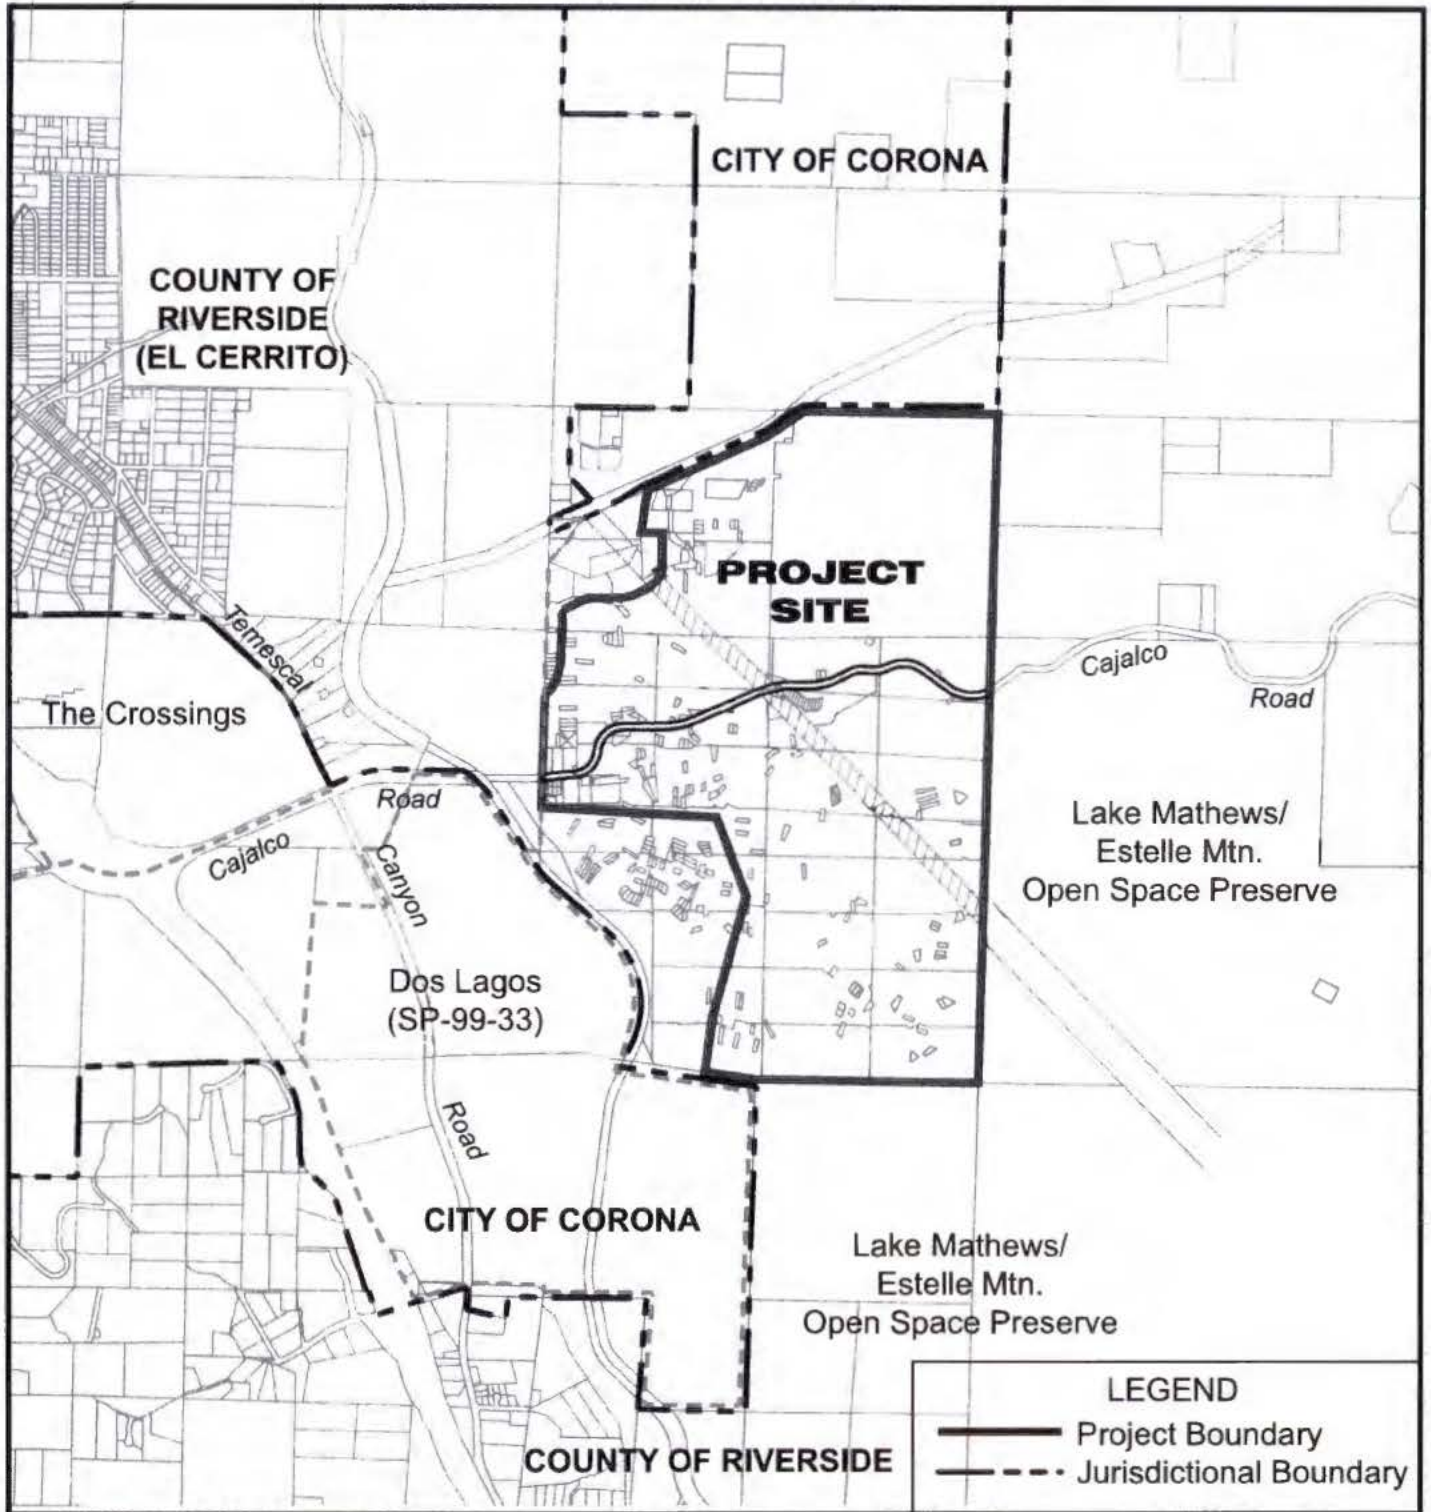 CITY OF CORONA
COUNTY OF
RIVERSIDE
(EL CERRITO)
PROJECT
SITE
Temescal
Cajalco
Road
The Crossings
Road
Cajalco
Canyon
Lake Mathews/
Estelle Mtn.
Open Space Preserve
Dos Lagos
(SP-99-33)
Road
CITY OF CORONA
Lake Mathews/
Estelle Mtn.
Open Space Preserve
COUNTY OF RIVERSIDE
LEGEND
Project Boundary
Jurisdictional Boundary